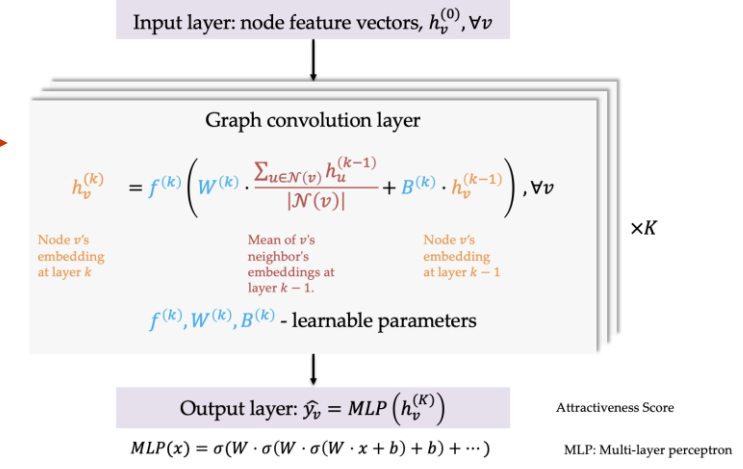 Input layer: node feature vectors, h_v^(0), ∀v
Graph convolution layer
h_v^(k) = f^(k) ( W^(k) · ∑_{u∈𝒩(v)} h_u^(k−1) / |𝒩(v)| + B^(k) · h_v^(k−1) ) , ∀v
×K
Node v's
embedding
at layer k
Mean of v's
neighbor's
embeddings at
layer k − 1.
Node v's
embedding
at layer k − 1
f^(k), W^(k), B^(k) - learnable parameters
Output layer: ŷ_v = MLP(h_v^(K))
Attractiveness Score
MLP(x) = σ(W · σ(W · σ(W · x + b) + b) + ⋯ )
MLP: Multi-layer perceptron